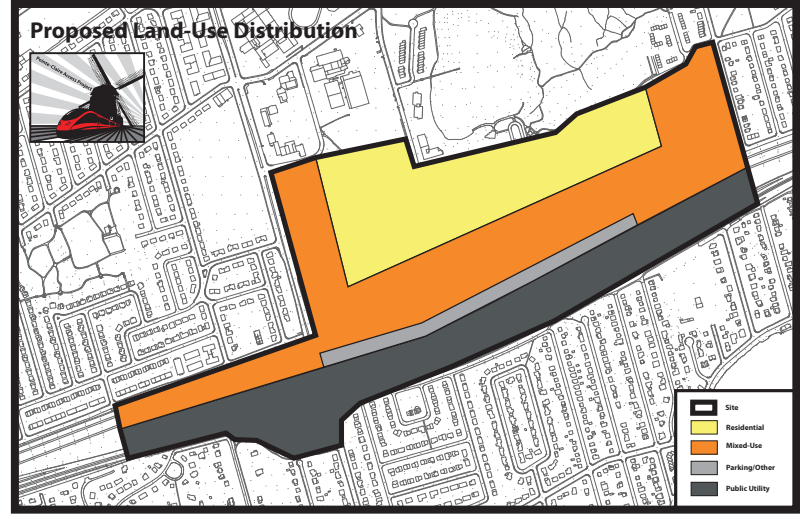 Proposed Land-Use Distribution
Pointe-Claire Access Project
Site
Residential
Mixed-Use
Parking/Other
Public Utility